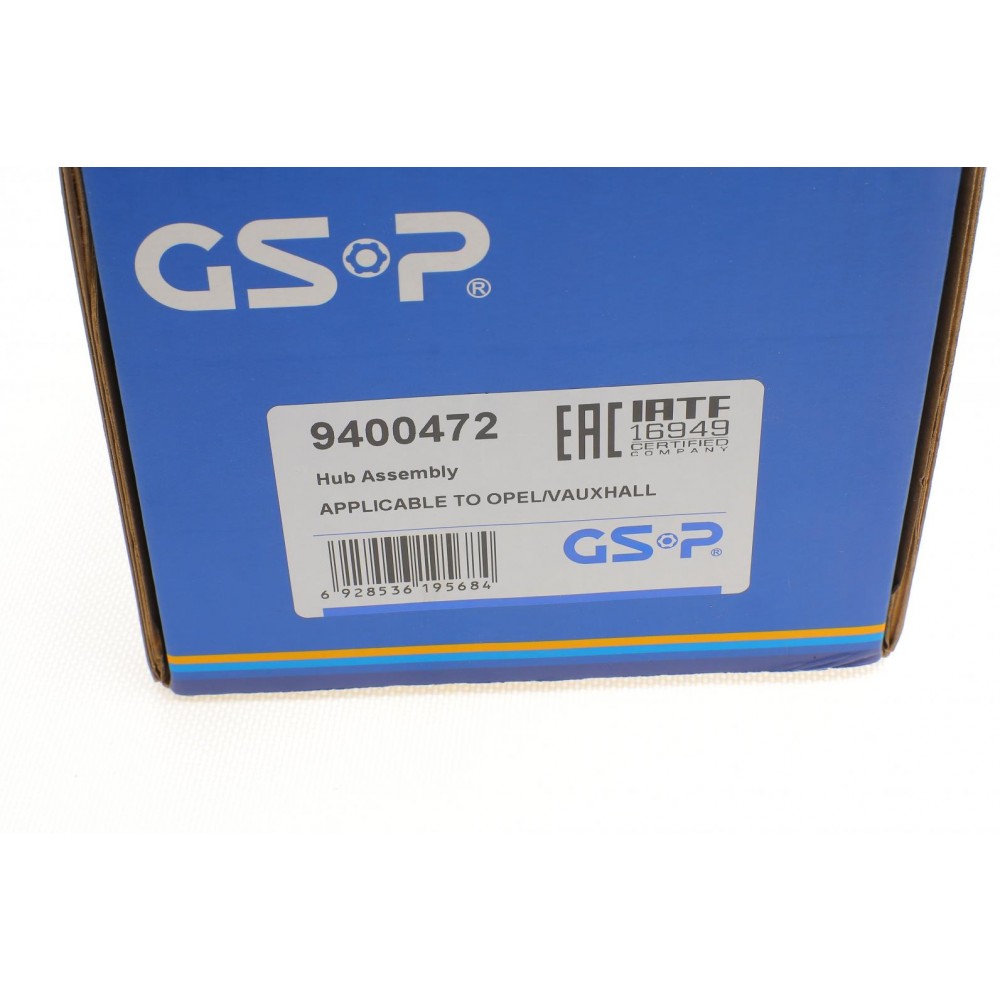 GS·P®
9400472
EAC
IATF
16949
CERTIFIED
COMPANY
Hub Assembly
APPLICABLE TO OPEL/VAUXHALL
GS·P®
6 928536 195684